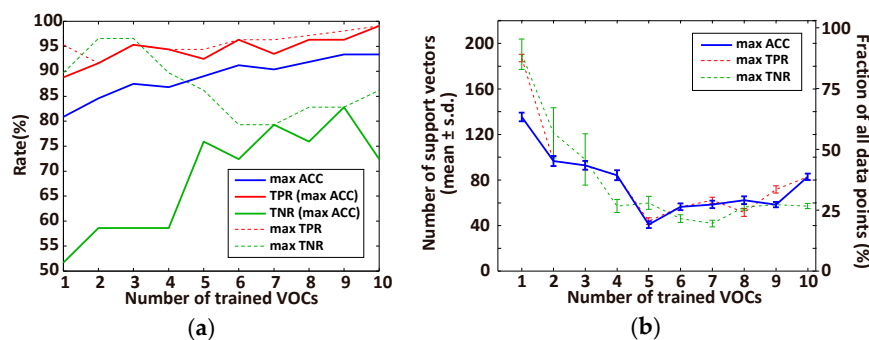 100
95
90
85
80
75
70
65
60
55
50
Rate(%)
max ACC
TPR (max ACC)
TNR (max ACC)
max TPR
max TNR
1 2 3 4 5 6 7 8 9 10
Number of trained VOCs
(a)
200
160
120
80
40
0
Number of support vectors
(mean ± s.d.)
max ACC
max TPR
max TNR
100
75
50
25
0
Fraction of all data
points (%)
1 2 3 4 5 6 7 8 9 10
Number of trained VOCs
(b)